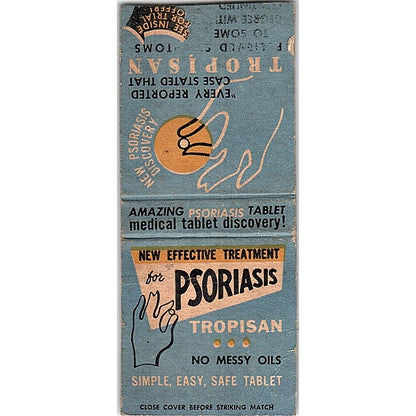 SEE INSIDE
FOR TRIAL
OFFER!
"EVERY REPORTED
CASE STATED THAT
TROPISAN
TO SOME
NEW PSORIASIS
DISCOVERY
AMAZING PSORIASIS TABLET
medical tablet discovery!
NEW EFFECTIVE TREATMENT
for PSORIASIS
TROPISAN
NO MESSY OILS
SIMPLE, EASY, SAFE TABLET
CLOSE COVER BEFORE STRIKING MATCH